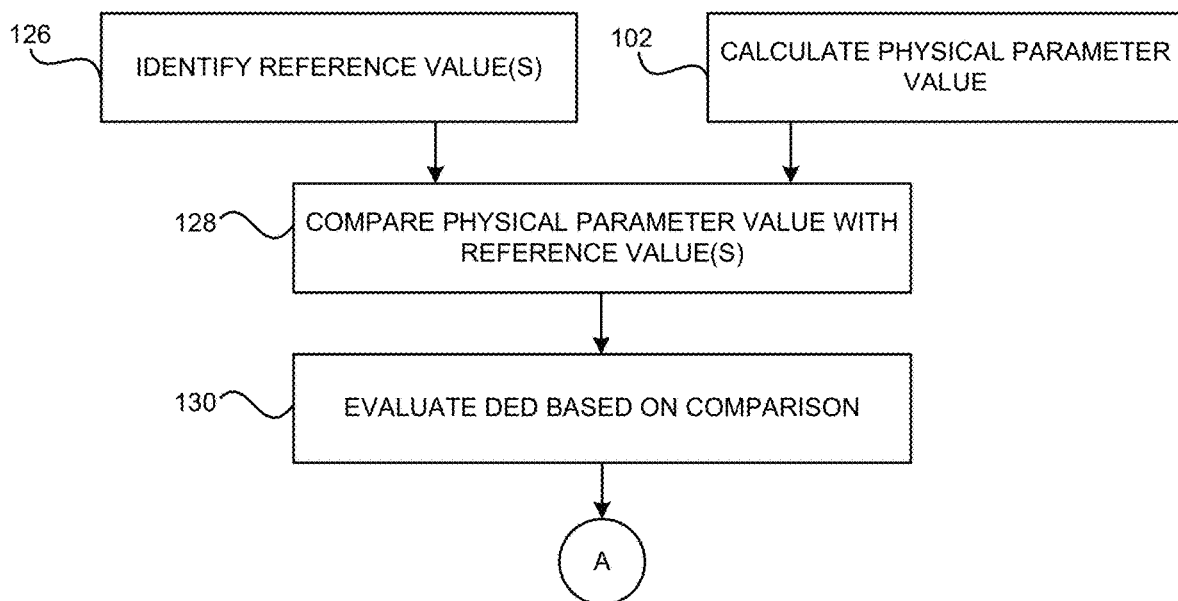 126
IDENTIFY REFERENCE VALUE(S)
102
CALCULATE PHYSICAL PARAMETER
VALUE
128
COMPARE PHYSICAL PARAMETER VALUE WITH
REFERENCE VALUE(S)
130
EVALUATE DED BASED ON COMPARISON
A